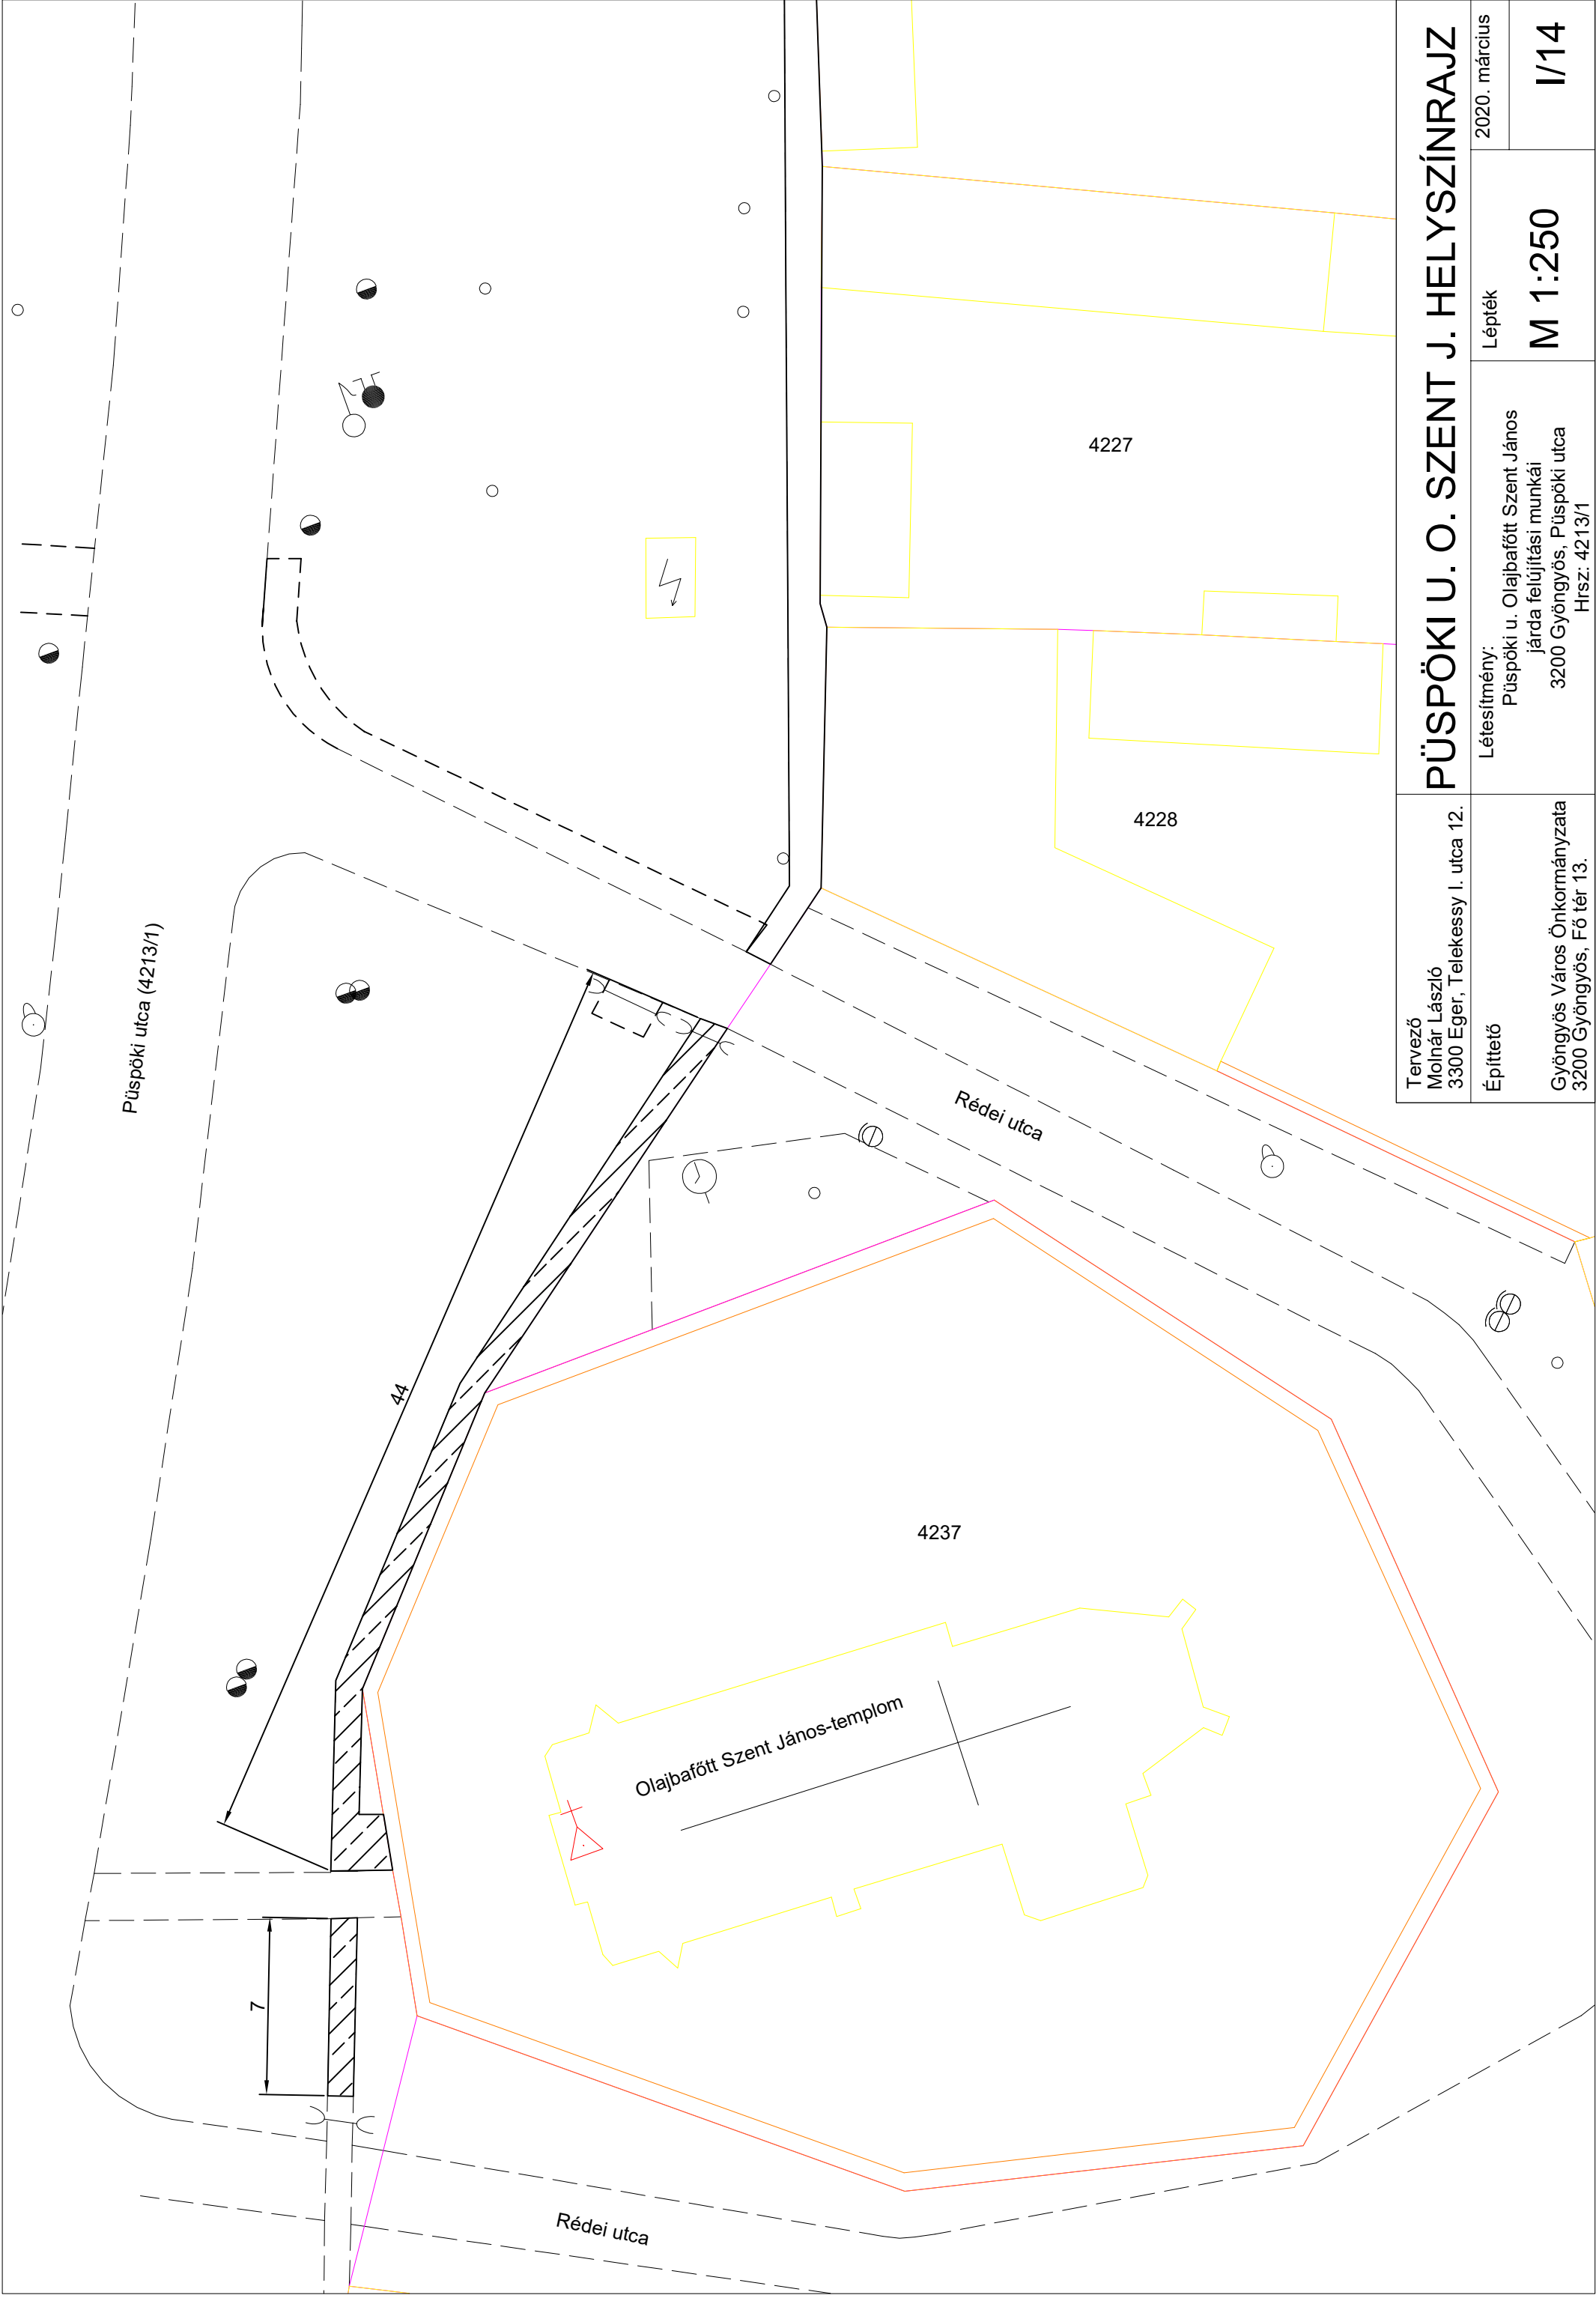 Püspöki utca (4213/1)
44
7
4227
4228
Rédei utca
4237
Olajbafőtt Szent János-templom
Rédei utca
Tervező
Molnár László
3300 Eger, Telekessy I. utca 12.
PÜSPÖKI U. O. SZENT J. HELYSZÍNRAJZ
Építtető
Gyöngyös Város Önkormányzata
3200 Gyöngyös, Fő tér 13.
Létesítmény:
Püspöki u. Olajbafőtt Szent János
járda felújítási munkái
3200 Gyöngyös, Püspöki utca
Hrsz: 4213/1
Lépték
M 1:250
2020. március
I/14